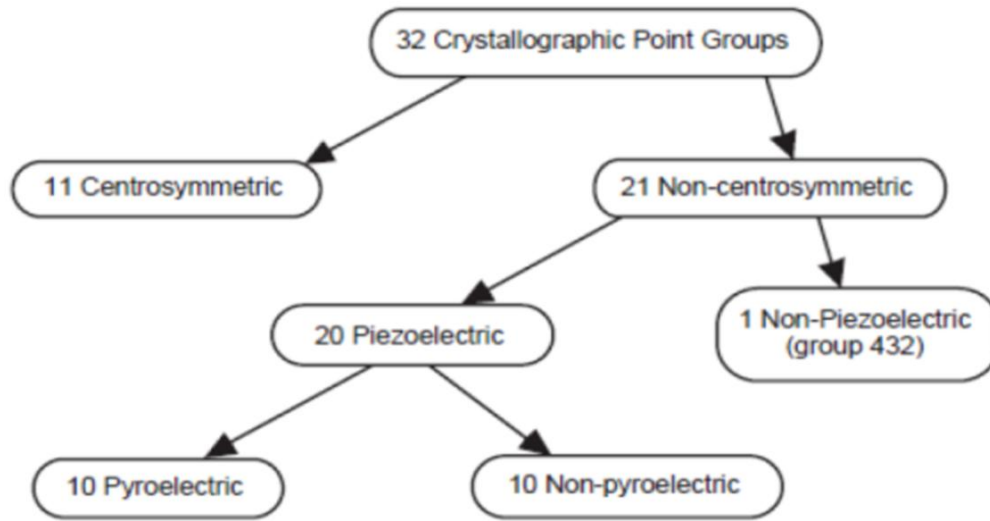 32 Crystallographic Point Groups
11 Centrosymmetric
21 Non-centrosymmetric
20 Piezoelectric
1 Non-Piezoelectric
(group 432)
10 Pyroelectric
10 Non-pyroelectric